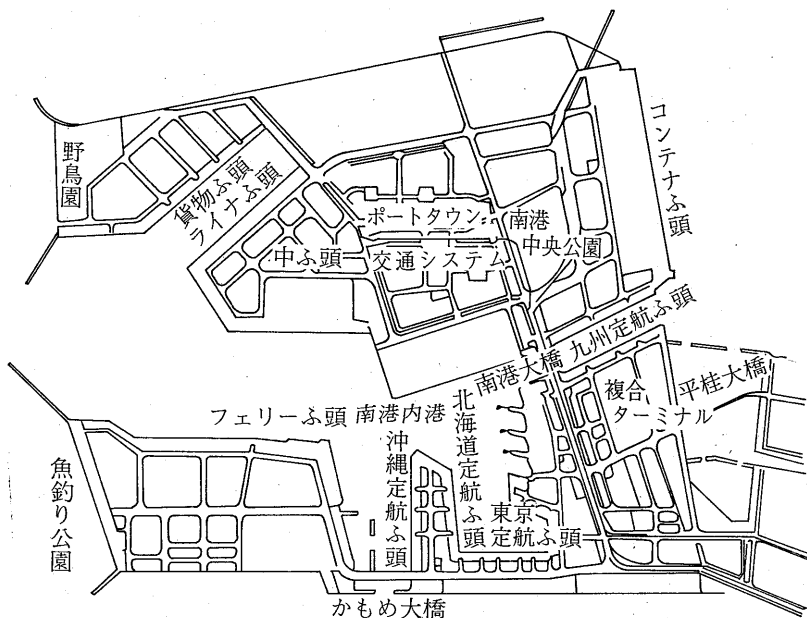 野鳥園
貨物ふ頭
ライナふ頭
コンテナふ頭
ポートタウン
南港
中央公園
中ふ頭
交通システム
九州定航ふ頭
南港大橋
平桂大橋
複合
ターミナル
フェリーふ頭
南港内港
北海道定航ふ頭
沖縄定航ふ頭
東京
定航ふ頭
魚釣り公園
かもめ大橋